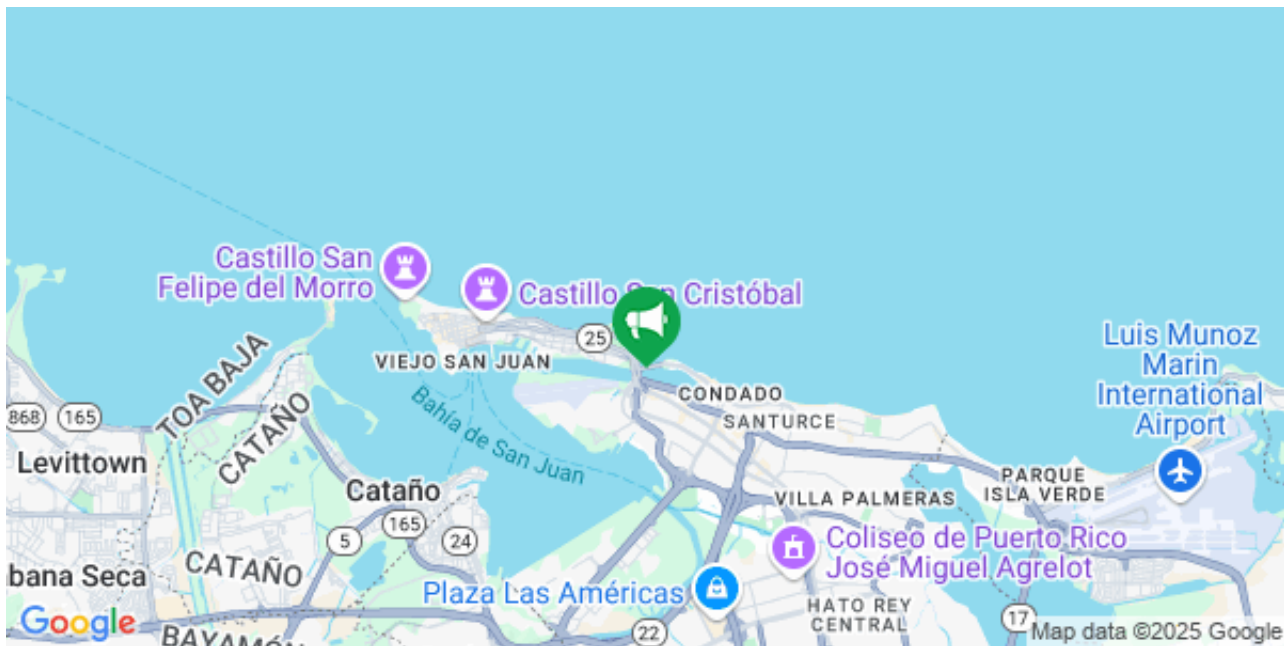 Castillo San
Felipe del Morro
Castillo San Cristóbal
25
VIEJO SAN JUAN
Bahía de San Juan
CONDADO
SANTURCE
Luis Munoz
Marin
International
Airport
TOA BAJA
CATAÑO
868
165
Levittown
Cataño
165
5
24
CATAÑO
bana Seca
PARQUE
ISLA VERDE
VILLA PALMERAS
Coliseo de Puerto Rico
José Miguel Agrelot
Plaza Las Américas
HATO REY
CENTRAL
17
22
BAYAMÓN
Google
Map data ©2025 Google